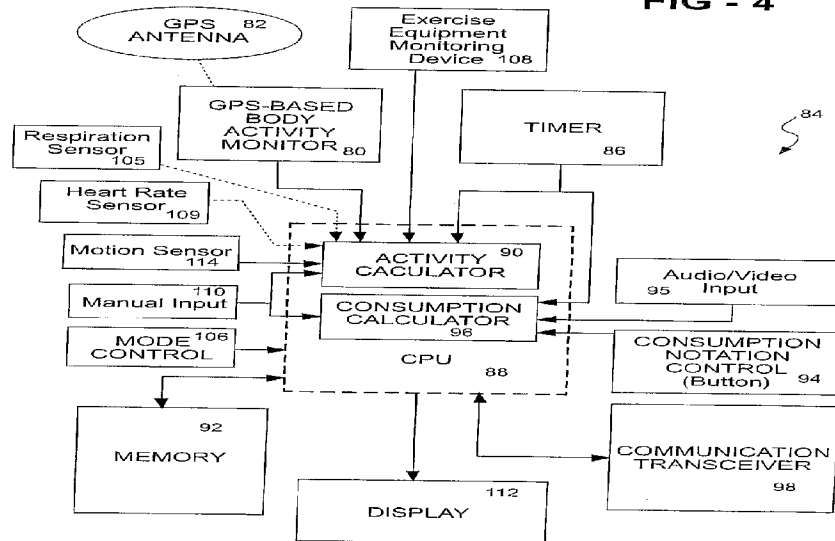 FIG - 4
GPS
ANTENNA
82
Exercise
Equipment
Monitoring
Device 108
GPS-BASED
BODY
ACTIVITY
MONITOR 80
TIMER
86
84
Respiration
Sensor
105
Heart Rate
Sensor
109
Motion Sensor
114
110
Manual Input
MODE 106
CONTROL
90
ACTIVITY
CACULATOR
CONSUMPTION
CALCULATOR
96
CPU
88
Audio/Video
95 Input
CONSUMPTION
NOTATION
CONTROL
(Button) 94
92
MEMORY
COMMUNICATION
TRANSCEIVER
98
112
DISPLAY